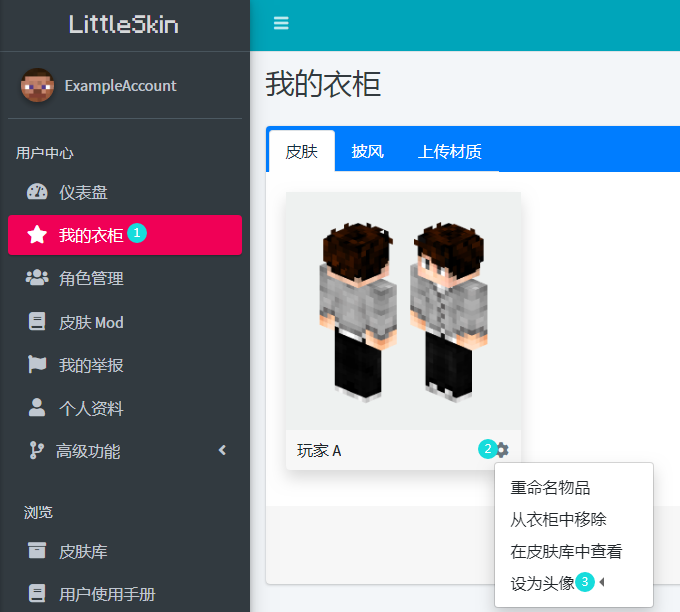 LittleSkin
ExampleAccount
用户中心
仪表盘
我的衣柜 1
角色管理
皮肤 Mod
我的举报
个人资料
高级功能
浏览
皮肤库
用户使用手册
我的衣柜
皮肤 披风 上传材质
玩家 A 2
重命名物品
从衣柜中移除
在皮肤库中查看
设为头像 3